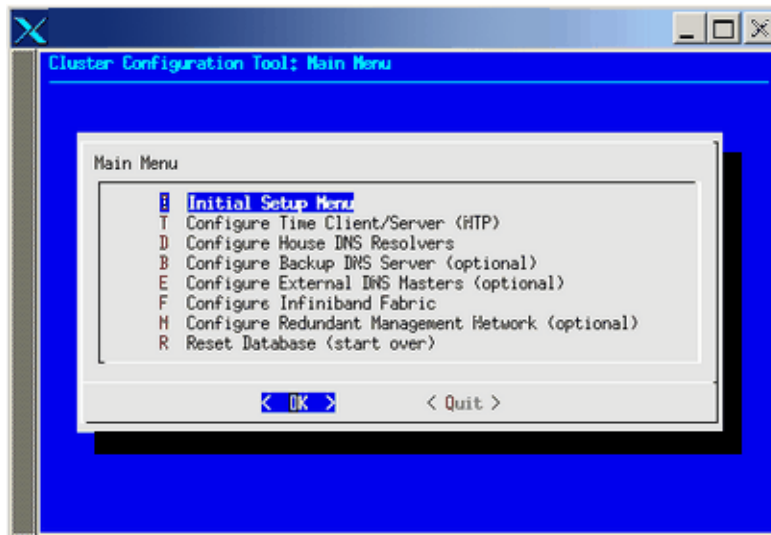 Cluster Configuration Tool: Main Menu
Main Menu
I Initial Setup Menu
T Configure Time Client/Server (NTP)
D Configure House DNS Resolvers
B Configure Backup DNS Server (optional)
E Configure External DNS Masters (optional)
F Configure Infiniband Fabric
M Configure Redundant Management Network (optional)
R Reset Database (start over)
< OK > < Quit >